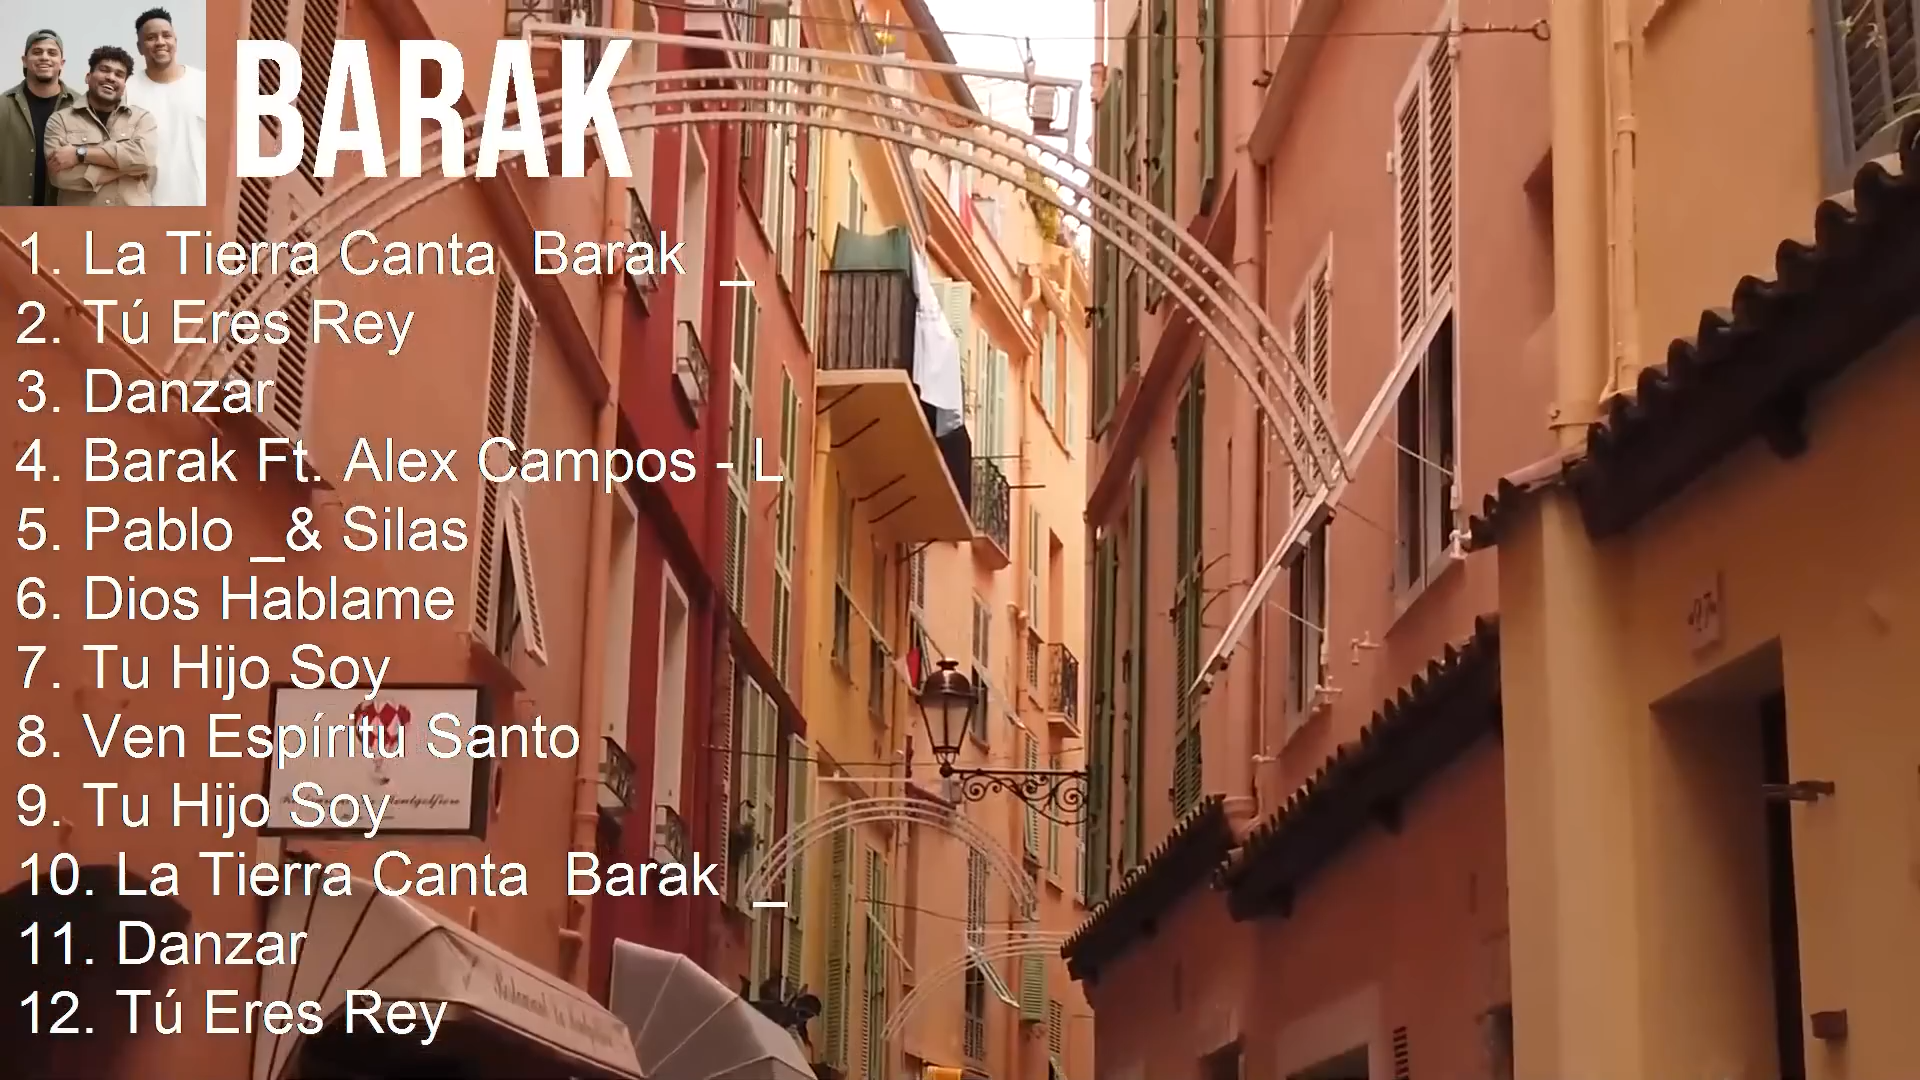 BARAK
1. La Tierra Canta  Barak  _
2. Tú Eres Rey
3. Danzar
4. Barak Ft. Alex Campos - L
5. Pablo _& Silas
6. Dios Hablame
7. Tu Hijo Soy
8. Ven Espíritu Santo
9. Tu Hijo Soy
10. La Tierra Canta  Barak  _
11. Danzar
12. Tú Eres Rey